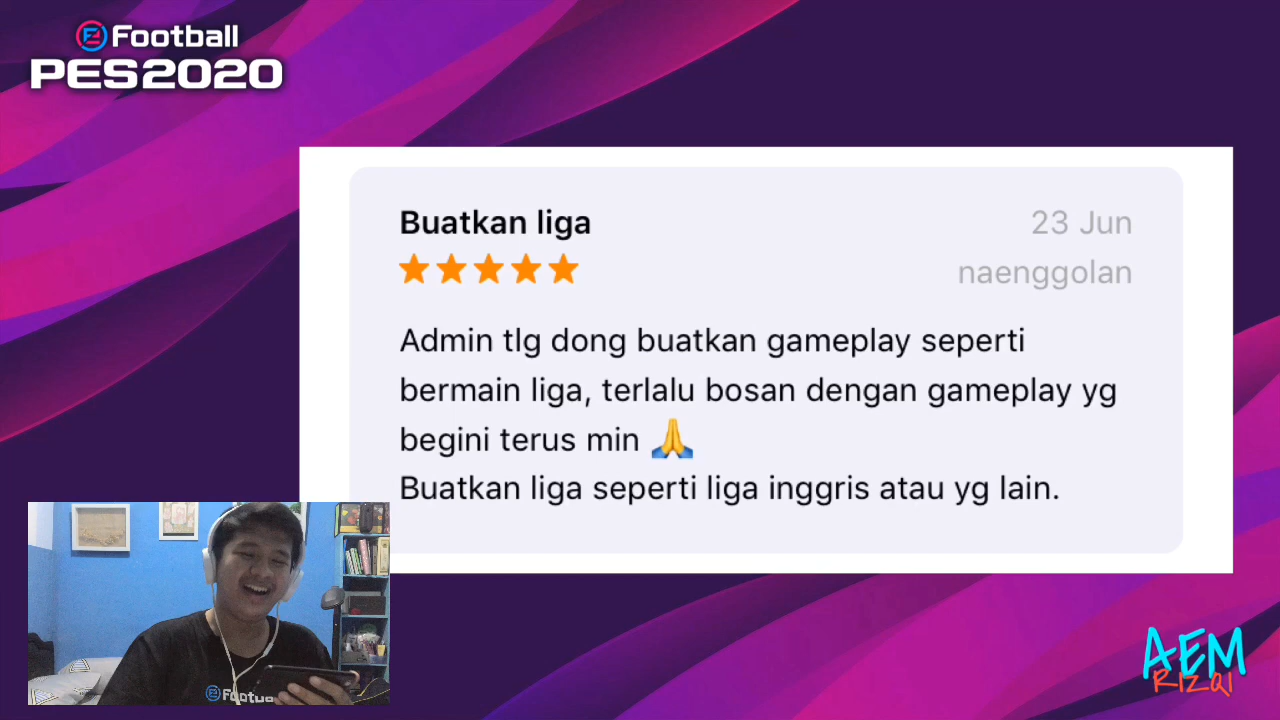 eFootball
PES2020
Buatkan liga
23 Jun
naenggolan
Admin tlg dong buatkan gameplay seperti
bermain liga, terlalu bosan dengan gameplay yg
begini terus min 🙏
Buatkan liga seperti liga inggris atau yg lain.
eFootba
AEM
RIZQI